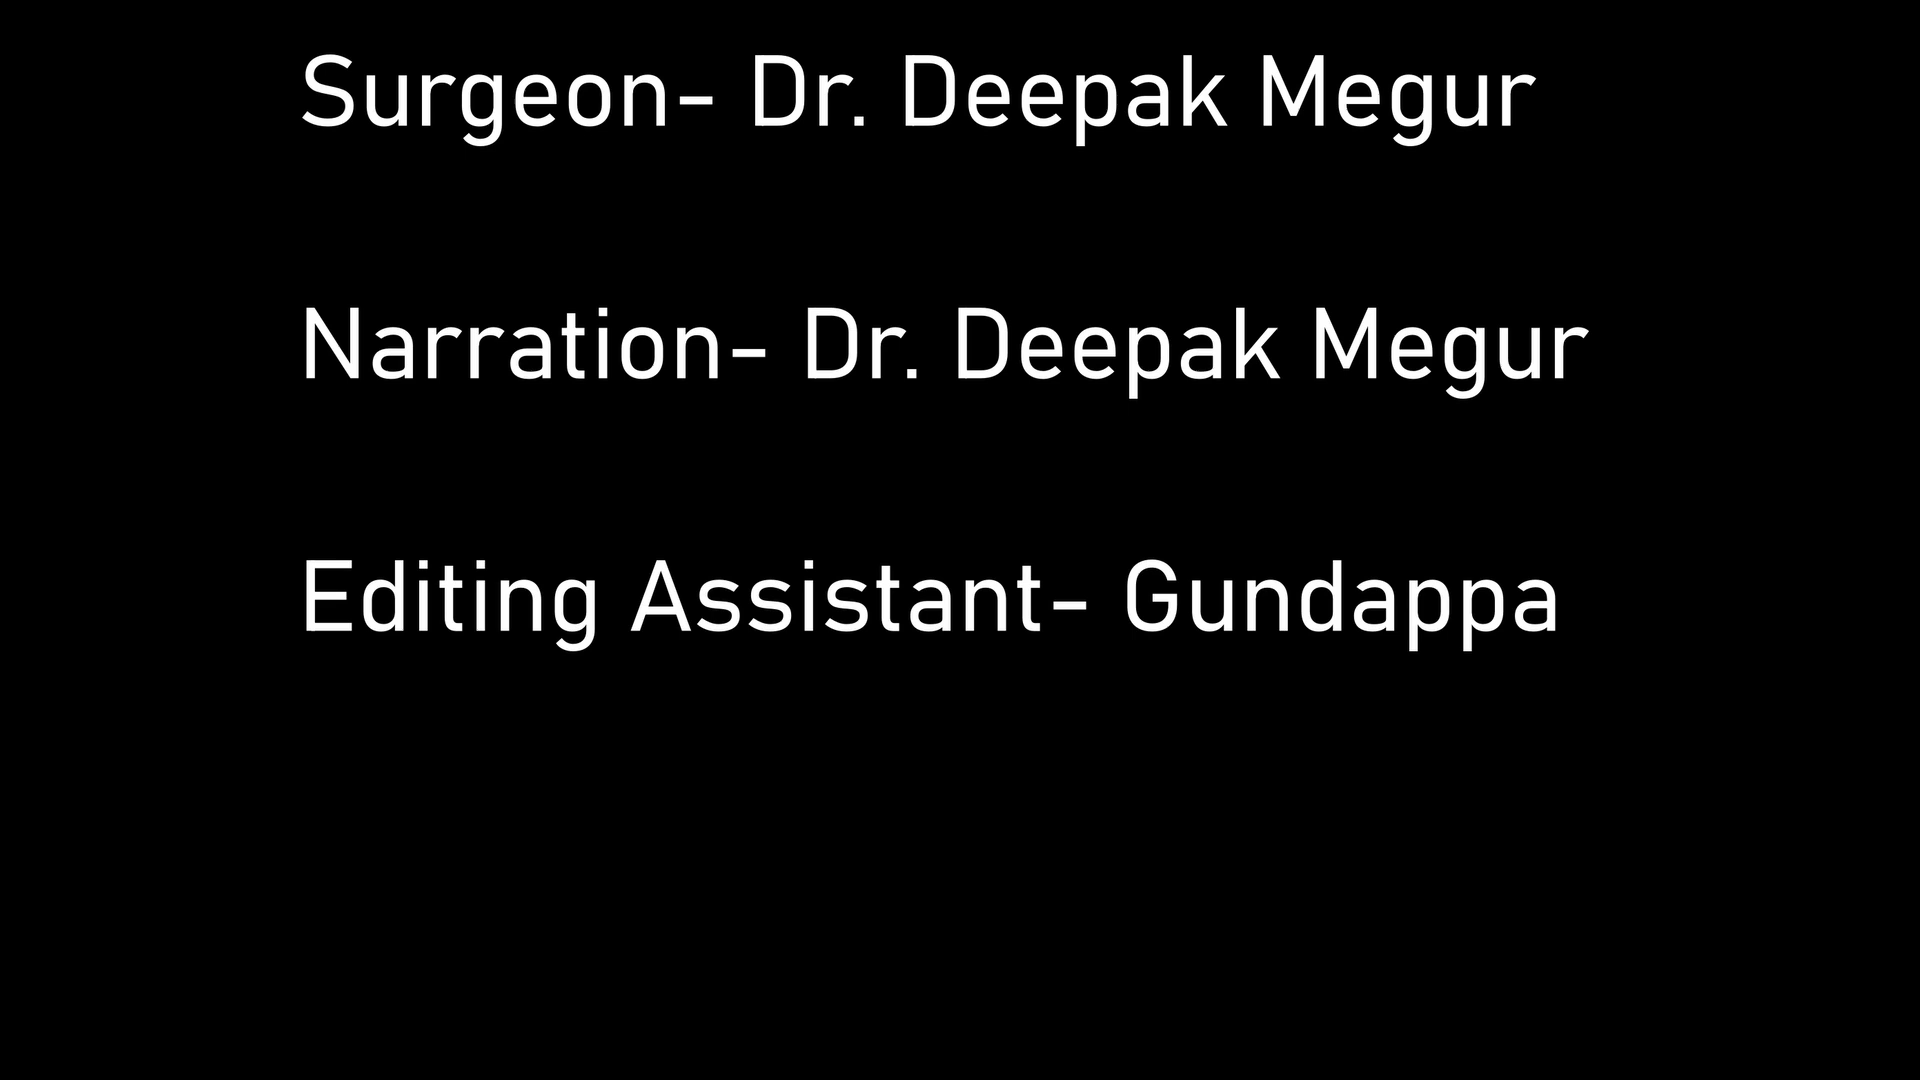 Surgeon- Dr. Deepak Megur
Narration- Dr. Deepak Megur
Editing Assistant- Gundappa